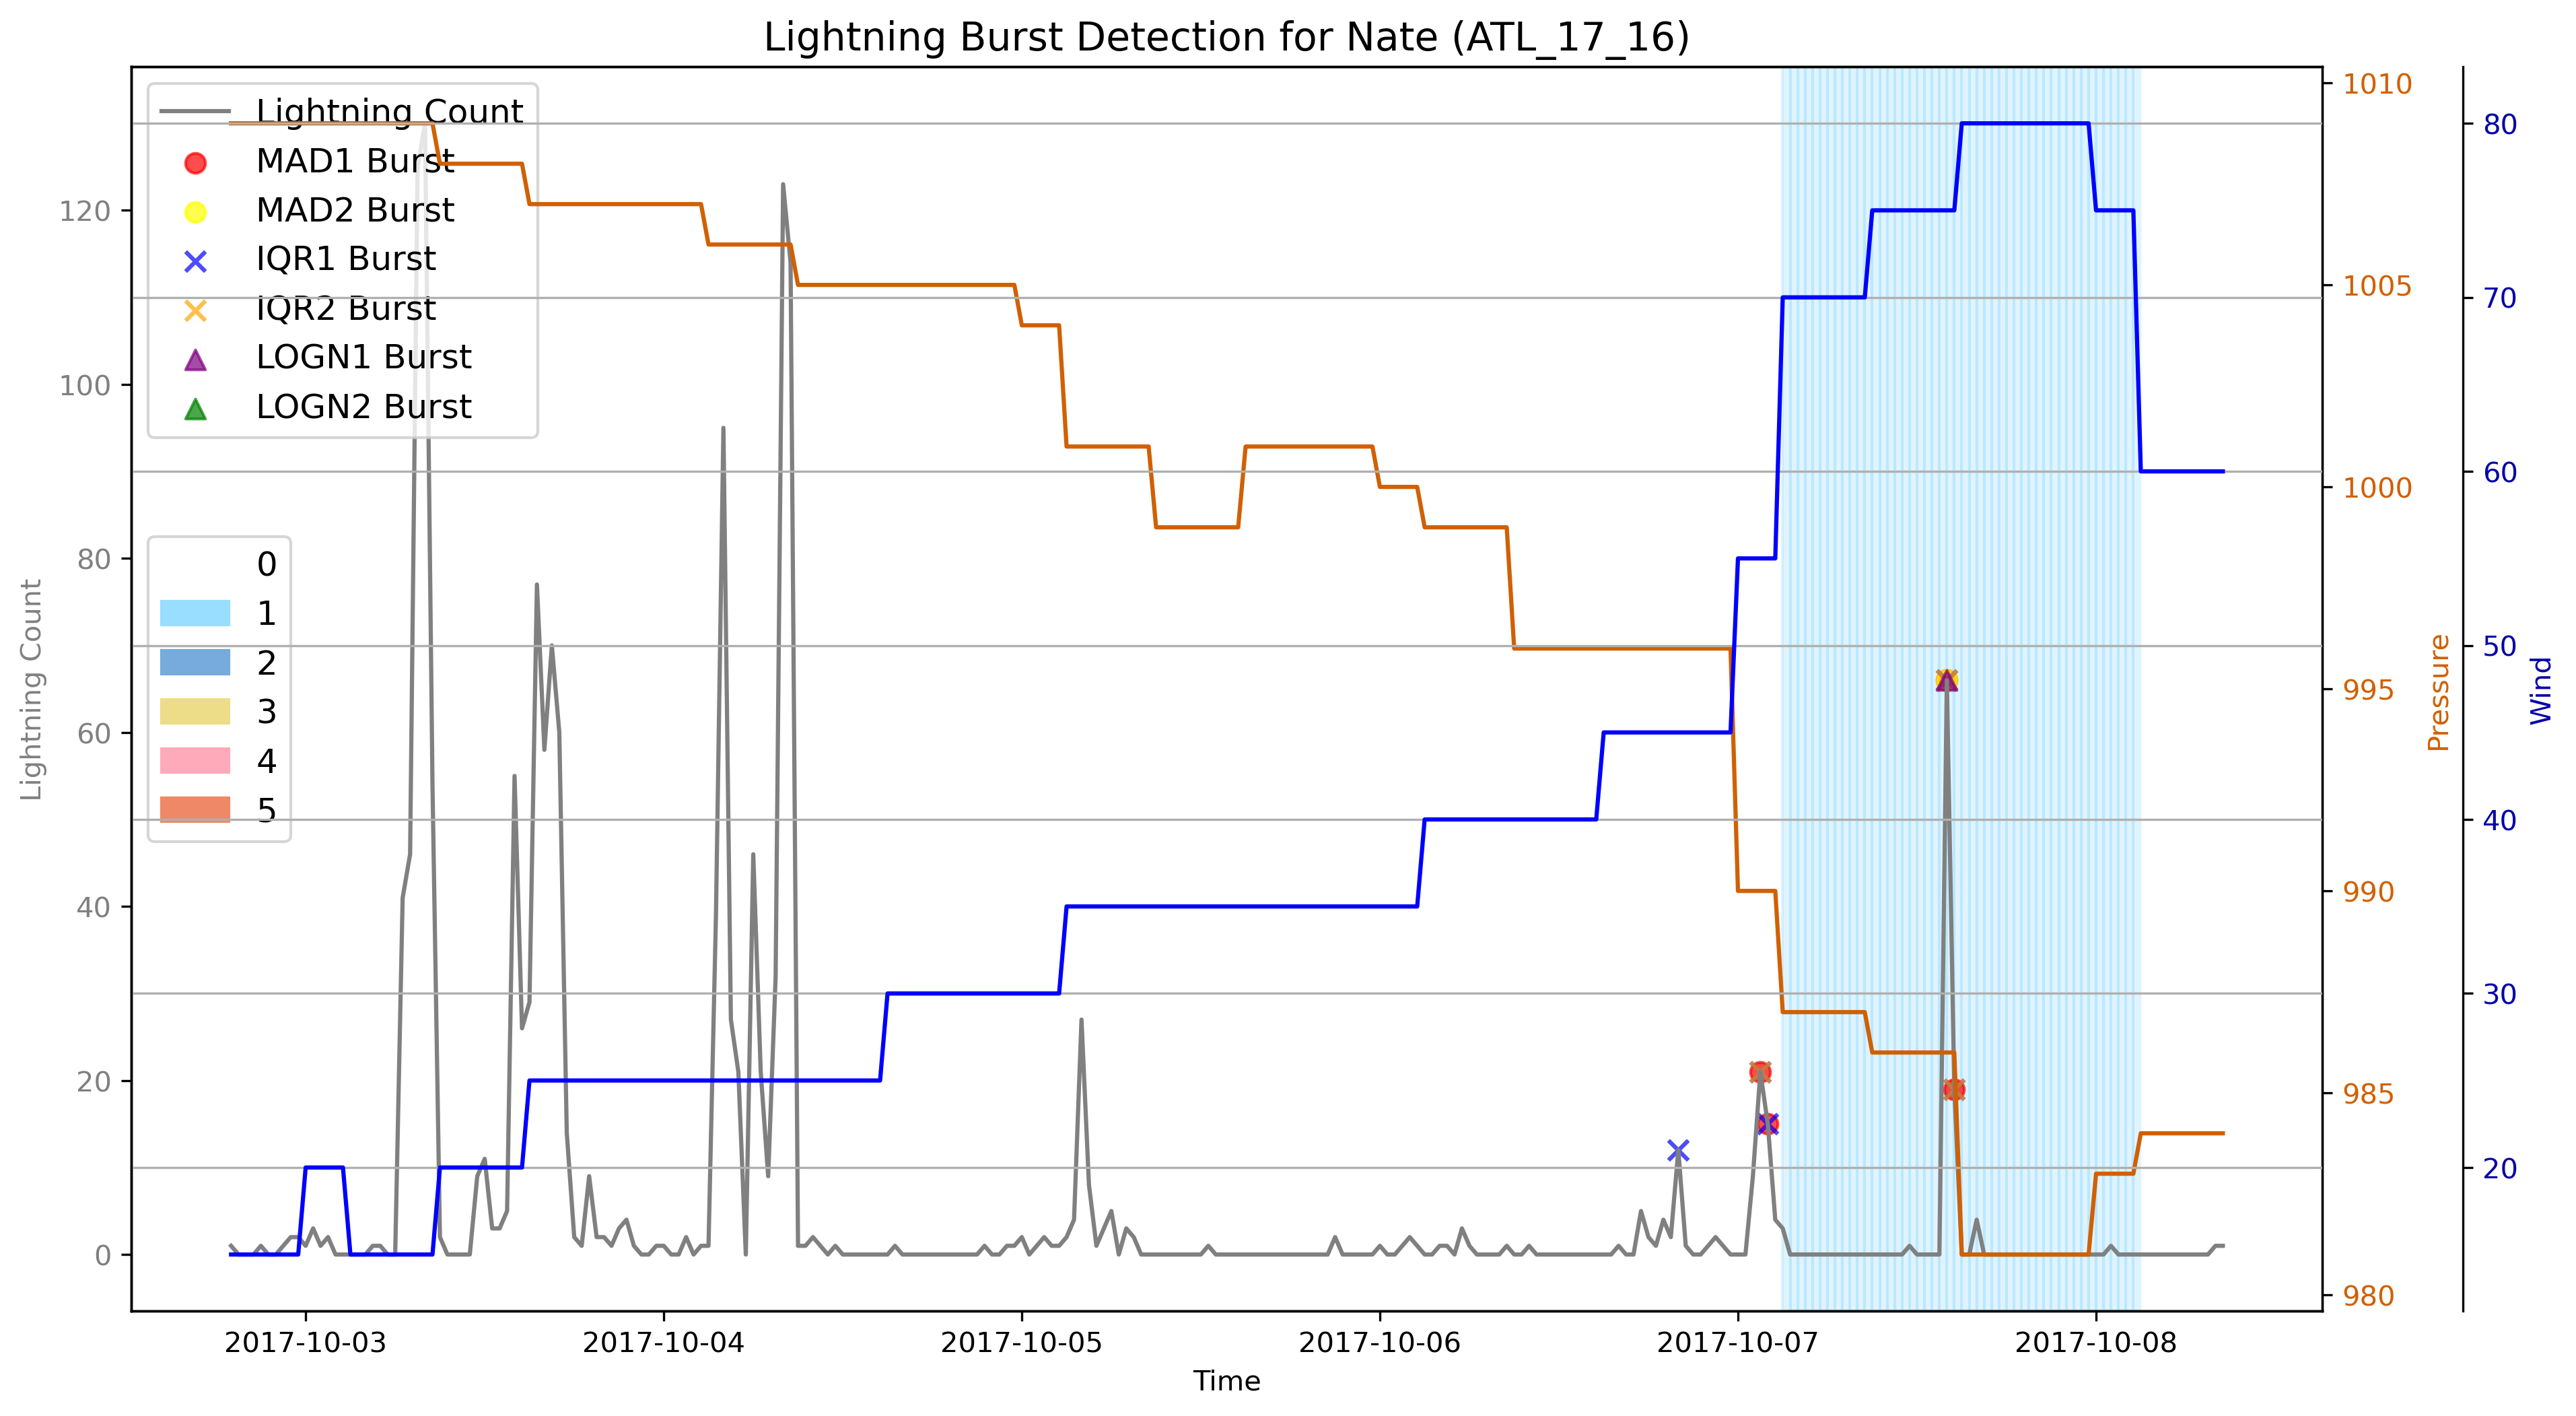 Lightning Burst Detection for Nate (ATL_17_16)
Lightning Count
MAD1 Burst
MAD2 Burst
IQR1 Burst
IQR2 Burst
LOGN1 Burst
LOGN2 Burst
0
1
2
3
4
5
Lightning Count
120
100
80
60
40
20
0
2017-10-03
2017-10-04
2017-10-05
2017-10-06
2017-10-07
2017-10-08
Time
1010
1005
1000
995
990
985
980
Pressure
80
70
60
50
40
30
20
Wind